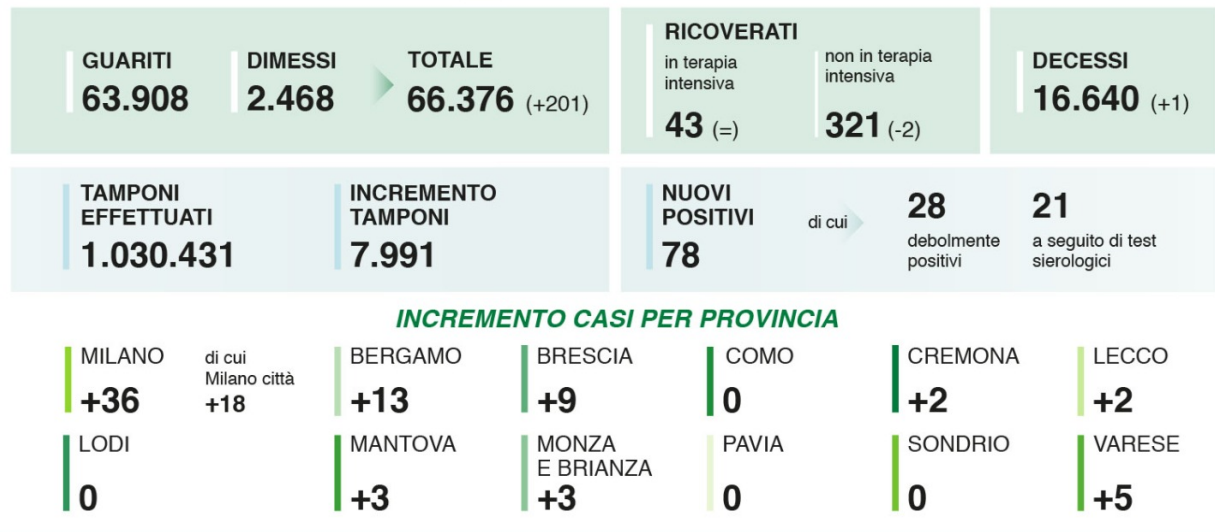 GUARITI
63.908
DIMESSI
2.468
TOTALE
66.376 (+201)
RICOVERATI
in terapia
intensiva
43 (=)
non in terapia
intensiva
321 (-2)
DECESSI
16.640 (+1)
TAMPONI
EFFETTUATI
1.030.431
INCREMENTO
TAMPONI
7.991
NUOVI
POSITIVI
78
di cui
28
debolmente
positivi
21
a seguito di test
sierologici
INCREMENTO CASI PER PROVINCIA
MILANO
+36
di cui
Milano città
+18
BERGAMO
+13
BRESCIA
+9
COMO
0
CREMONA
+2
LECCO
+2
LODI
0
MANTOVA
+3
MONZA
E BRIANZA
+3
PAVIA
0
SONDRIO
0
VARESE
+5